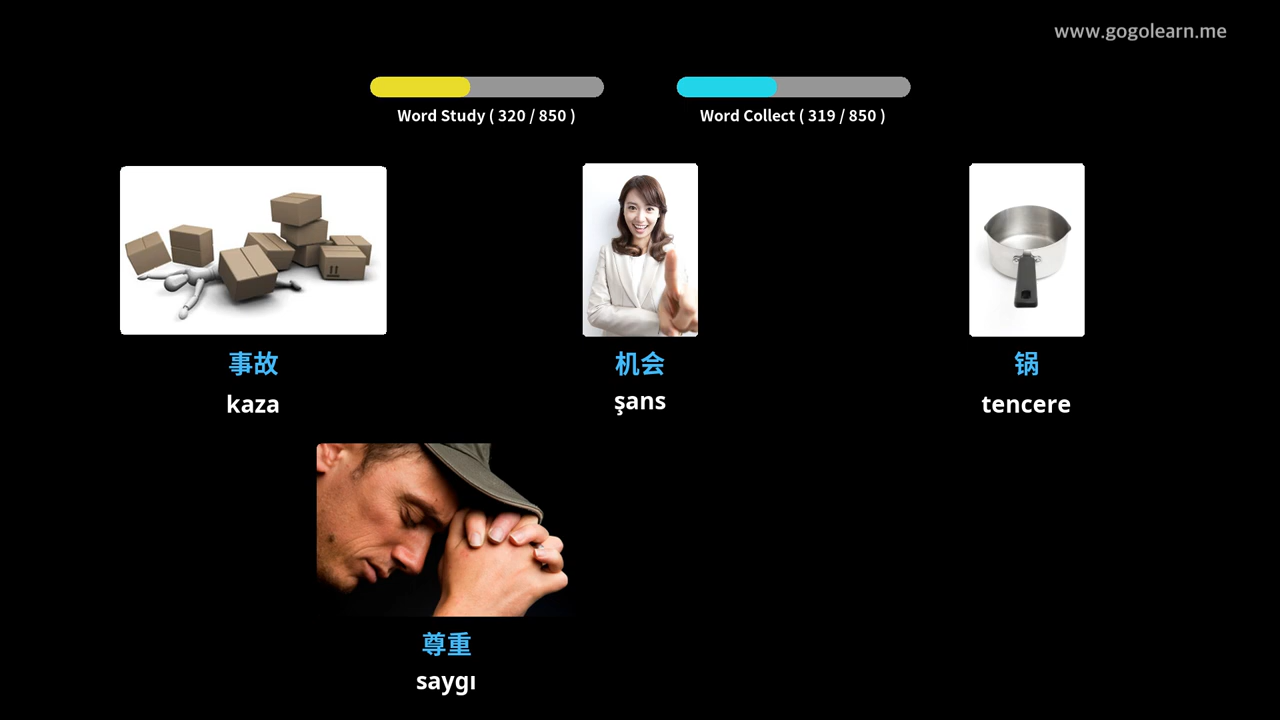 www.gogolearn.me
Word Study ( 320 / 850 )
Word Collect ( 319 / 850 )
事故
kaza
机会
şans
锅
tencere
尊重
saygı